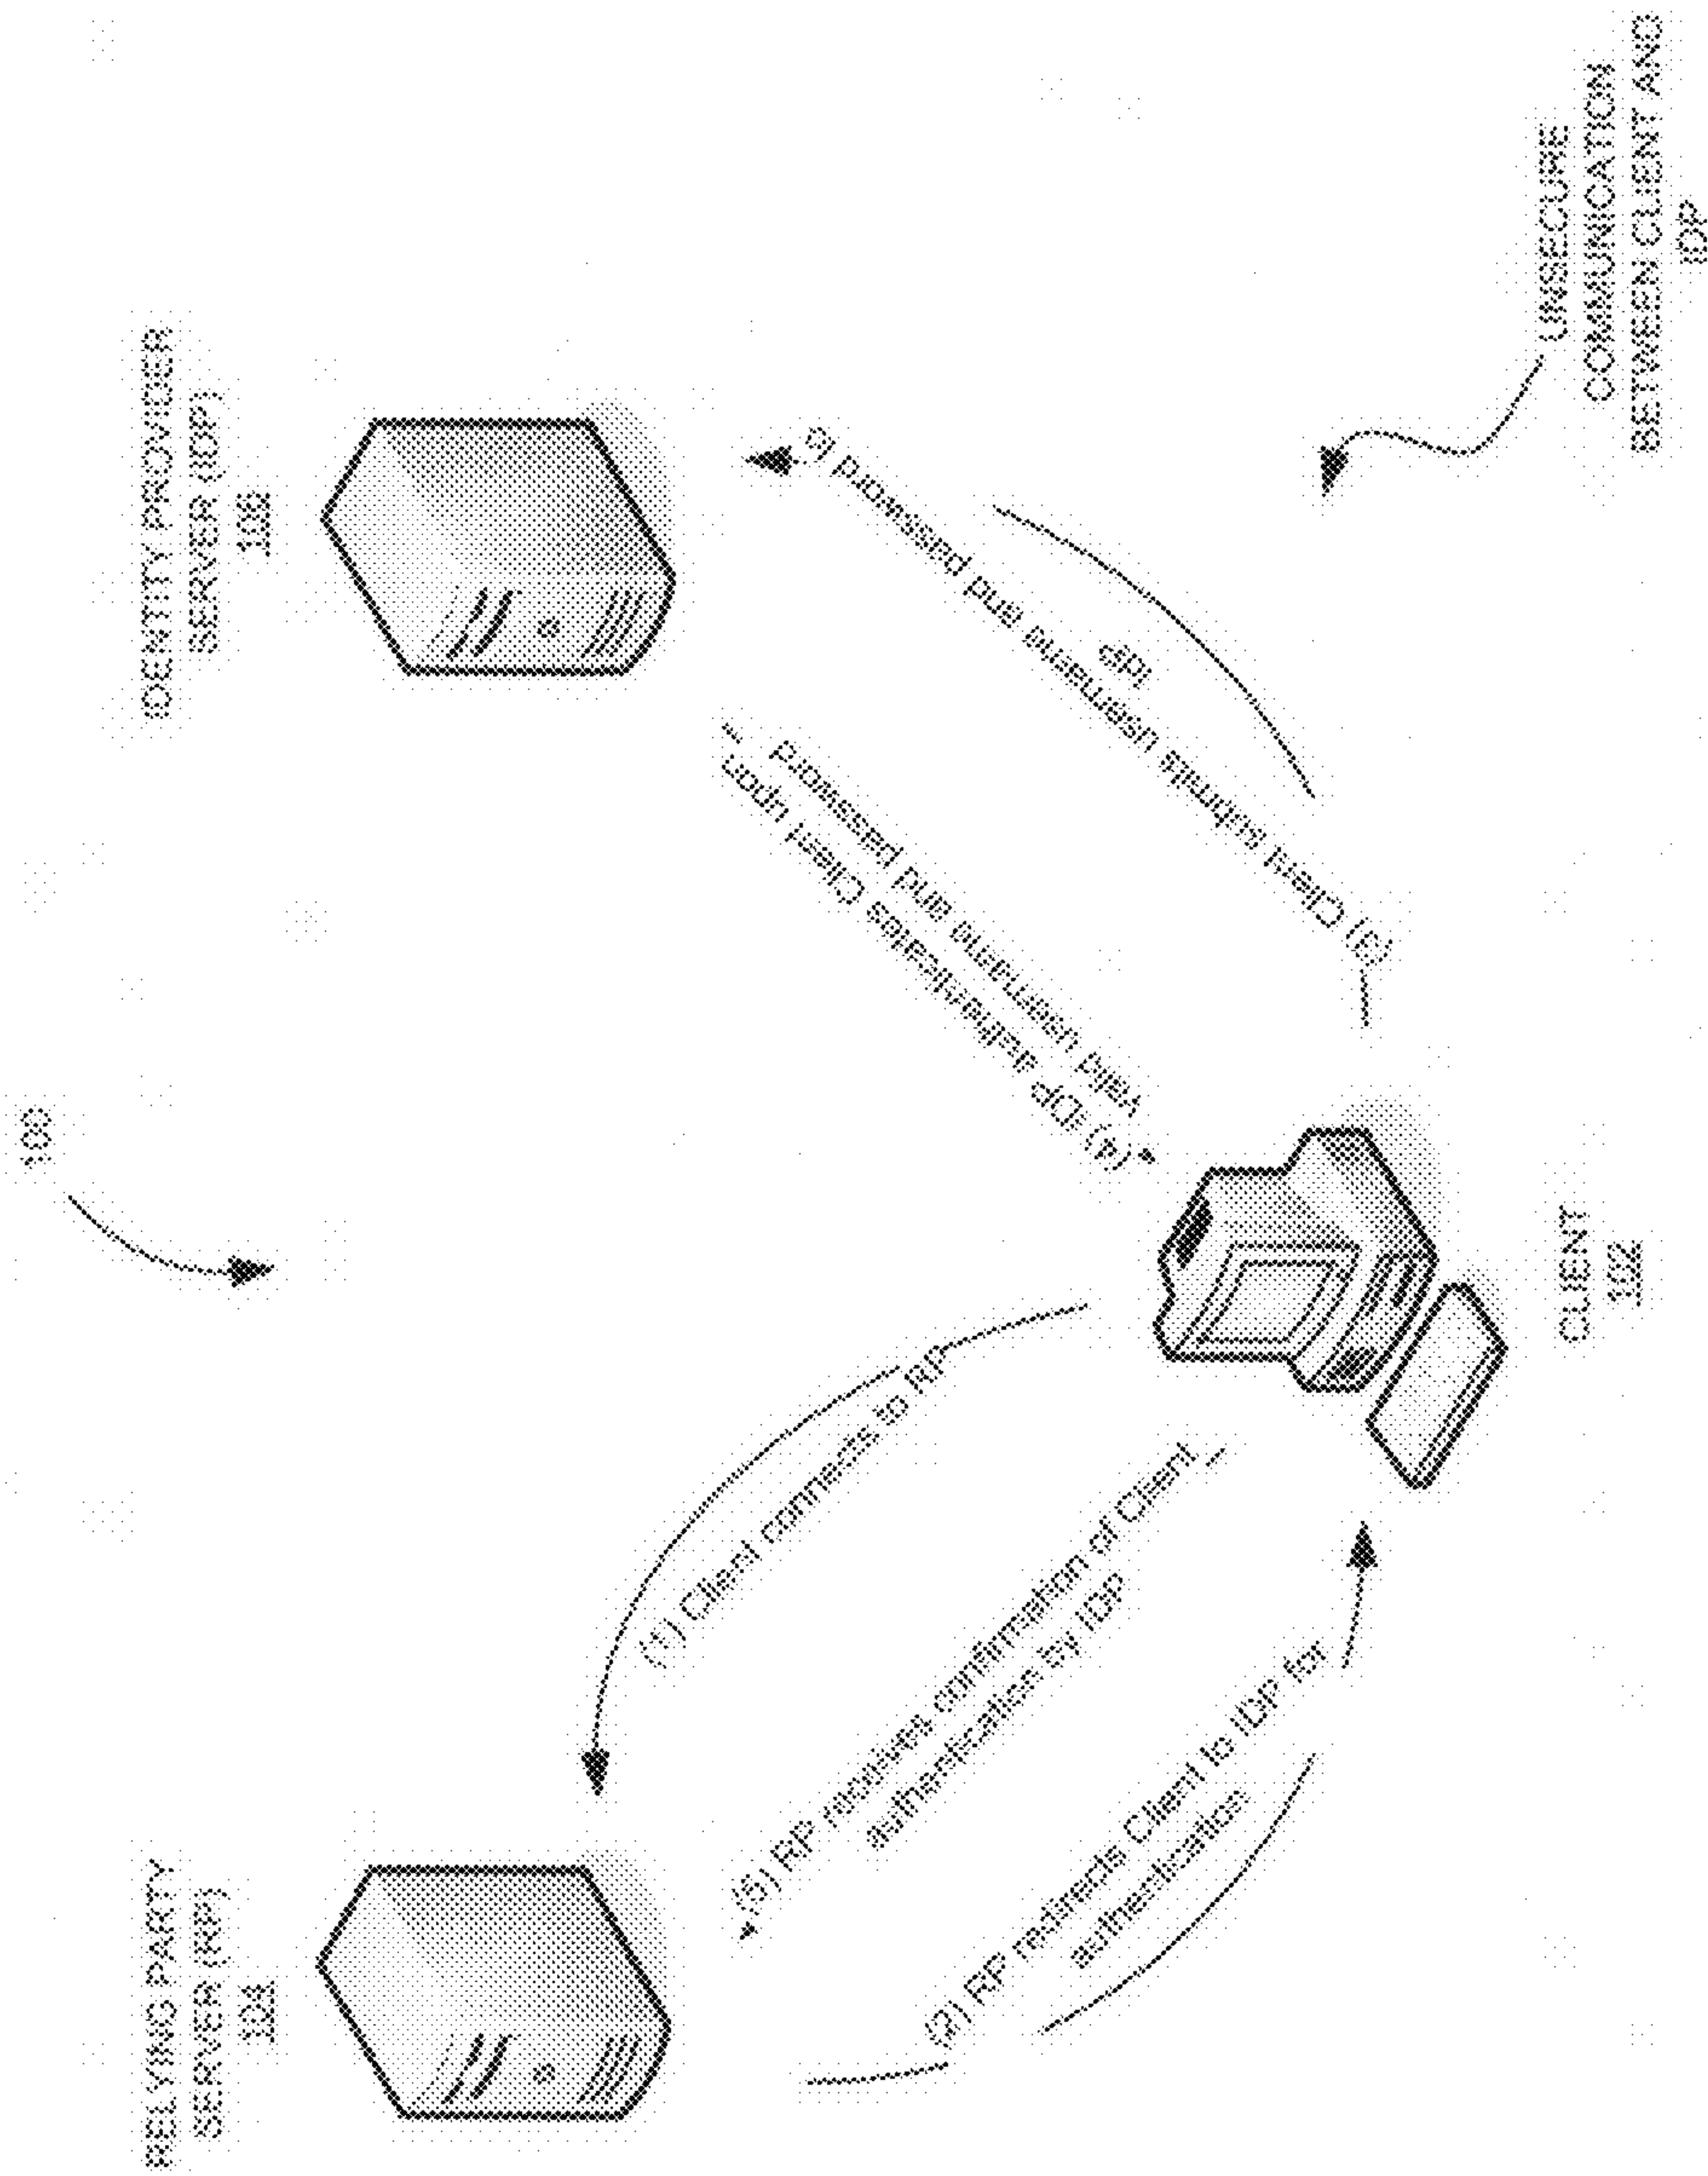 100
RELYING PARTY
SERVER (RP)
104
IDENTITY PROVIDER
SERVER (IDP)
106
(1) Client connects to RP
(5) RP receives confirmation of Client
authentication by IDP
(2) RP redirects Client to IDP for
authentication
(4) IDP authenticates Client upon
valid username and password
(3) Client submits username and password to
Idp
CLIENT
102
UNSECURE
COMMUNICATION
BETWEEN CLIENT AND
IDP